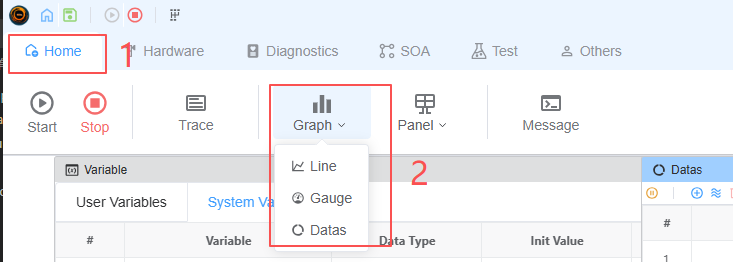 Home
1
Hardware
Diagnostics
SOA
Test
Others
Start
Stop
Trace
Graph
Panel
Message
Line
Gauge
Datas
2
Variable
Datas
User Variables
System Va
#
Variable
Data Type
Init Value
#
1